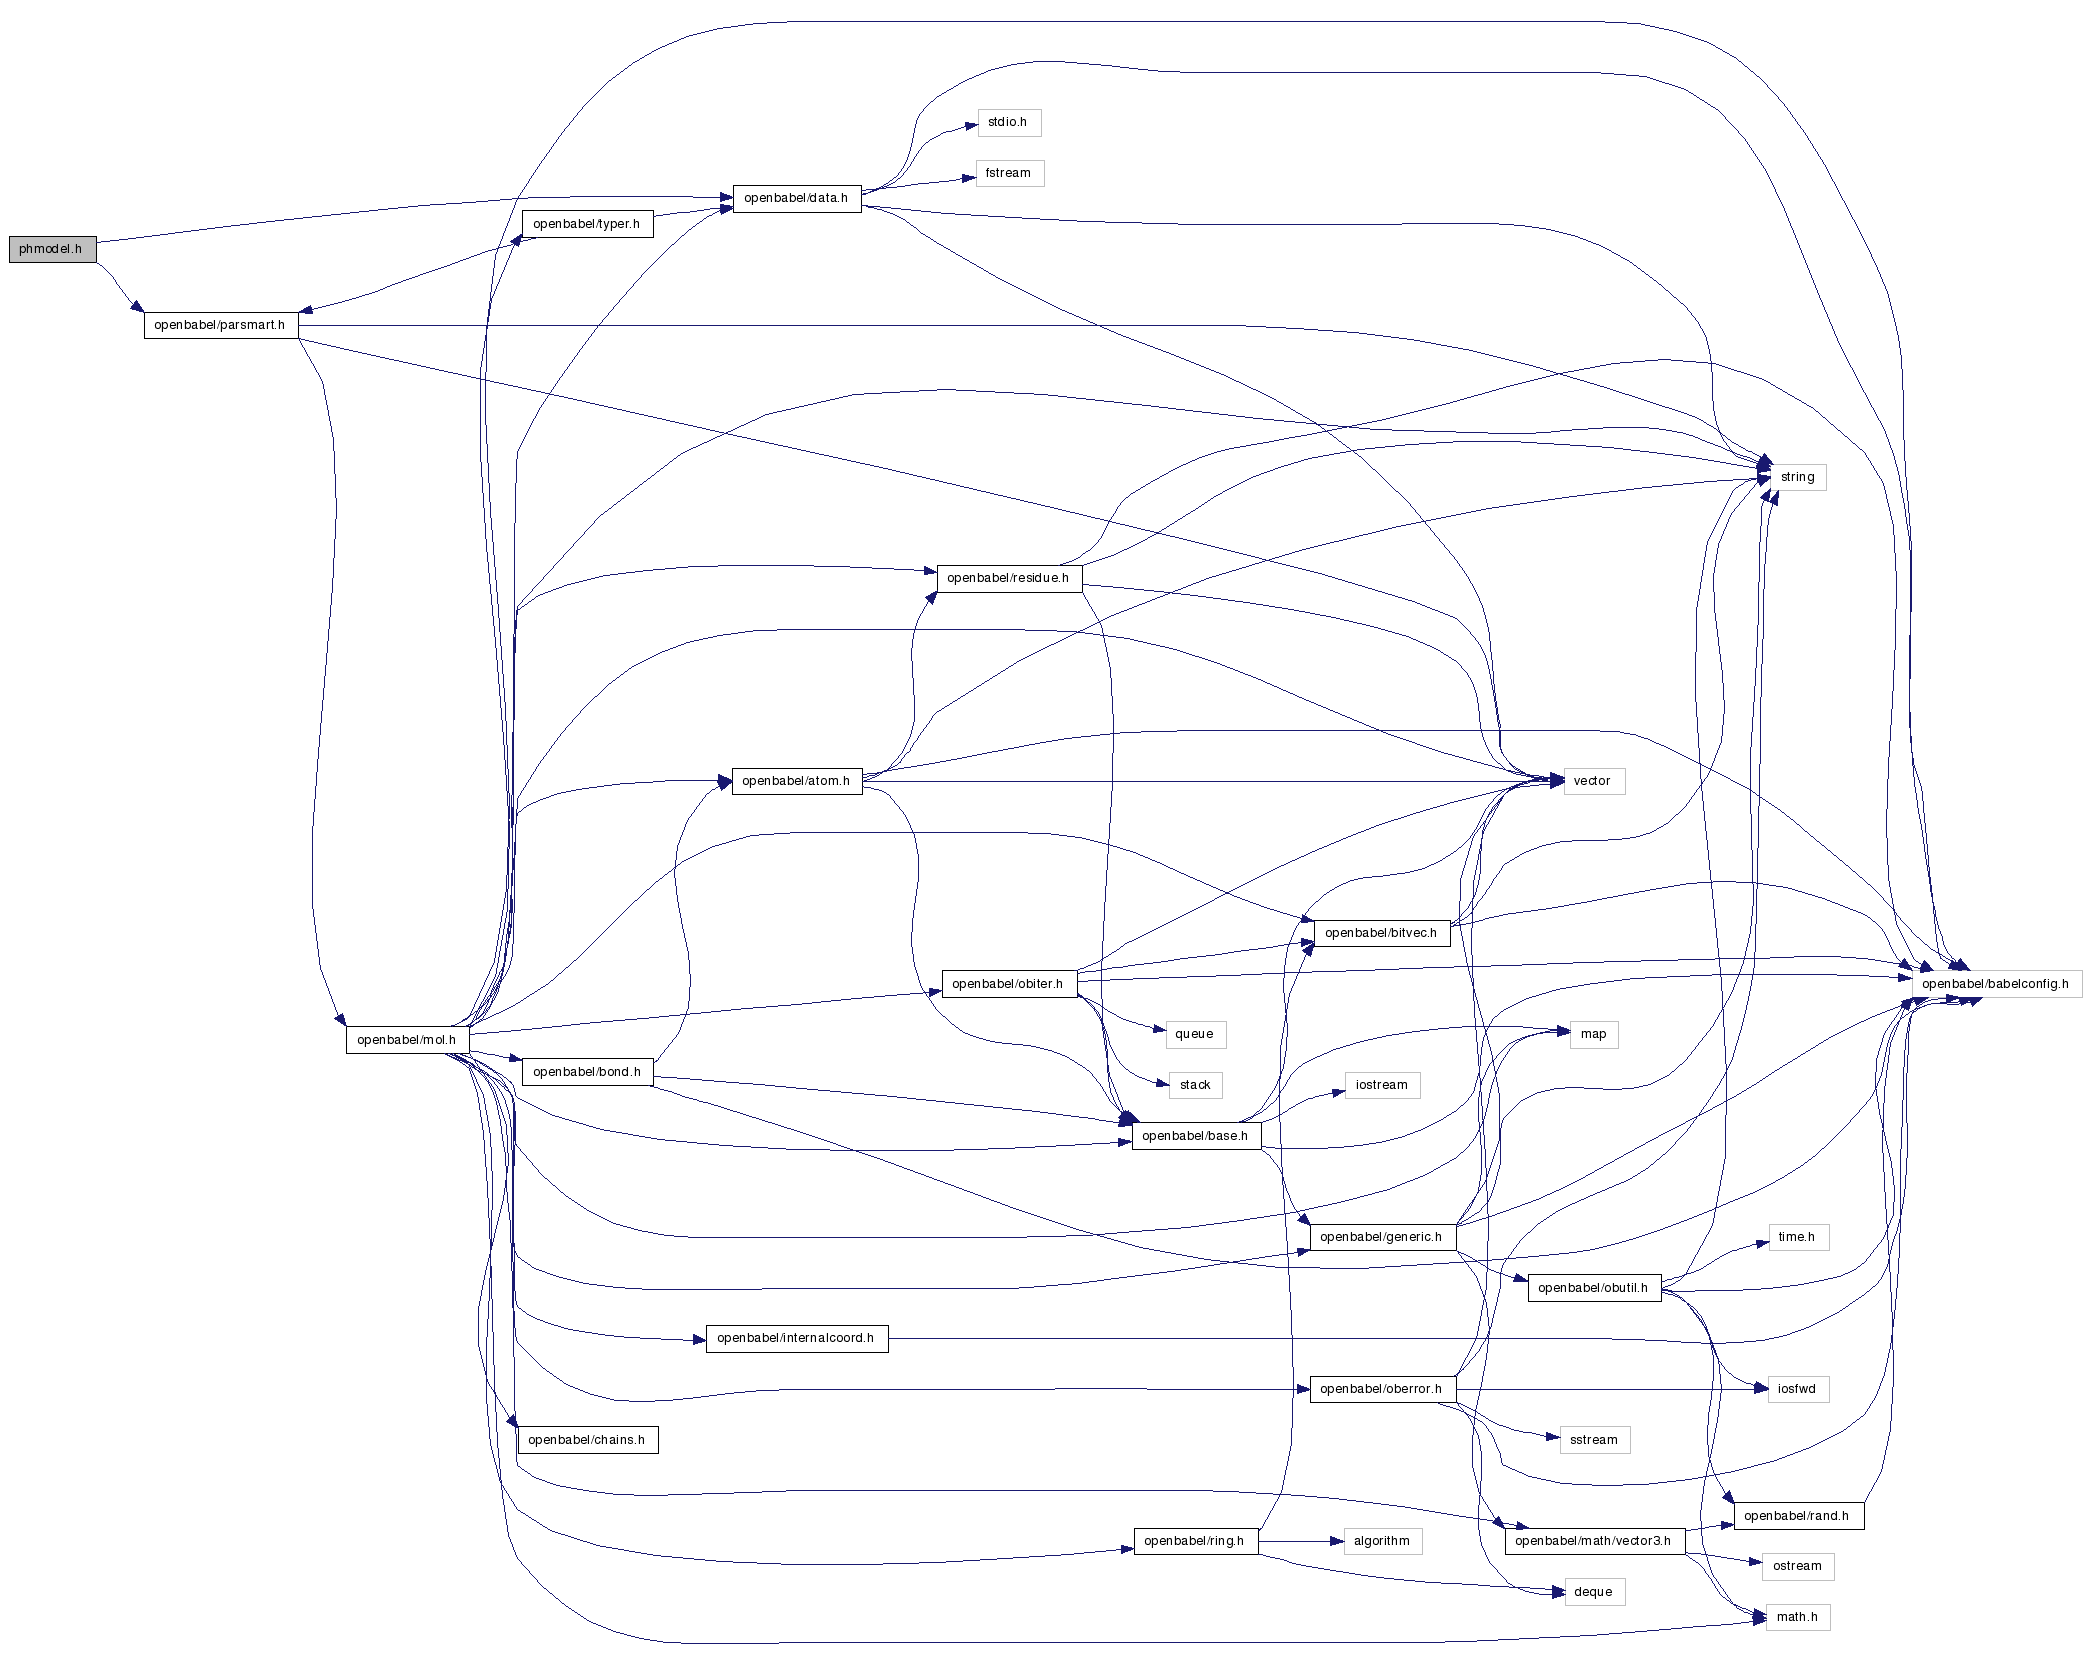 stdio.h
fstream
openbabel/data.h
openbabel/typer.h
phmodel.h
openbabel/parsmart.h
string
openbabel/residue.h
openbabel/atom.h
vector
openbabel/bitvec.h
openbabel/obiter.h
openbabel/babelconfig.h
queue
map
openbabel/mol.h
openbabel/bond.h
stack
iostream
openbabel/base.h
openbabel/generic.h
time.h
openbabel/obutil.h
openbabel/internalcoord.h
openbabel/oberror.h
iosfwd
openbabel/chains.h
sstream
openbabel/rand.h
openbabel/ring.h
algorithm
openbabel/math/vector3.h
ostream
deque
math.h